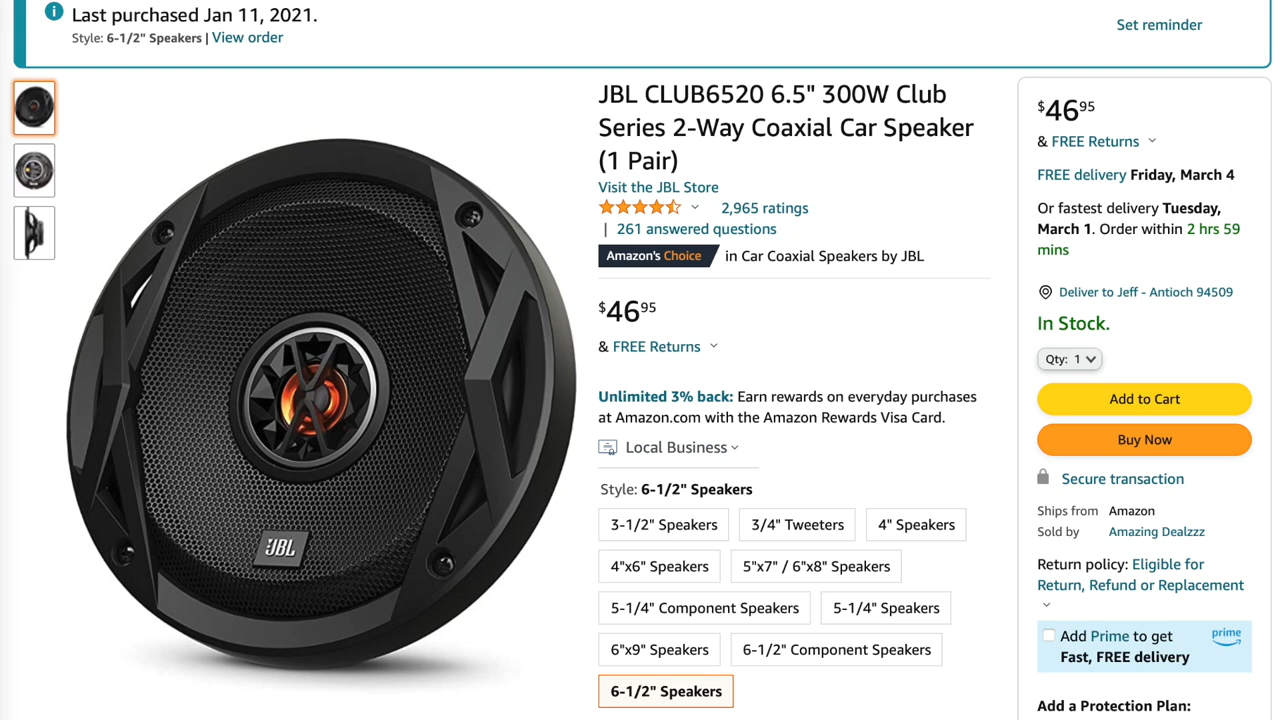 Last purchased Jan 11, 2021.
Style: 6-1/2" Speakers | View order
Set reminder
JBL
JBL CLUB6520 6.5" 300W Club
Series 2-Way Coaxial Car Speaker
(1 Pair)
Visit the JBL Store
2,965 ratings
| 261 answered questions
Amazon's Choice in Car Coaxial Speakers by JBL
$46 95
& FREE Returns
Unlimited 3% back: Earn rewards on everyday purchases
at Amazon.com with the Amazon Rewards Visa Card.
Local Business
Style: 6-1/2" Speakers
3-1/2" Speakers 3/4" Tweeters 4" Speakers
4"x6" Speakers 5"x7" / 6"x8" Speakers
5-1/4" Component Speakers 5-1/4" Speakers
6"x9" Speakers 6-1/2" Component Speakers
6-1/2" Speakers
$46 95
& FREE Returns
FREE delivery Friday, March 4
Or fastest delivery Tuesday,
March 1. Order within 2 hrs 59
mins
Deliver to Jeff - Antioch 94509
In Stock.
Qty: 1
Add to Cart
Buy Now
Secure transaction
Ships from Amazon
Sold by Amazing Dealzzz
Return policy: Eligible for
Return, Refund or Replacement
Add Prime to get prime
Fast, FREE delivery
Add a Protection Plan: